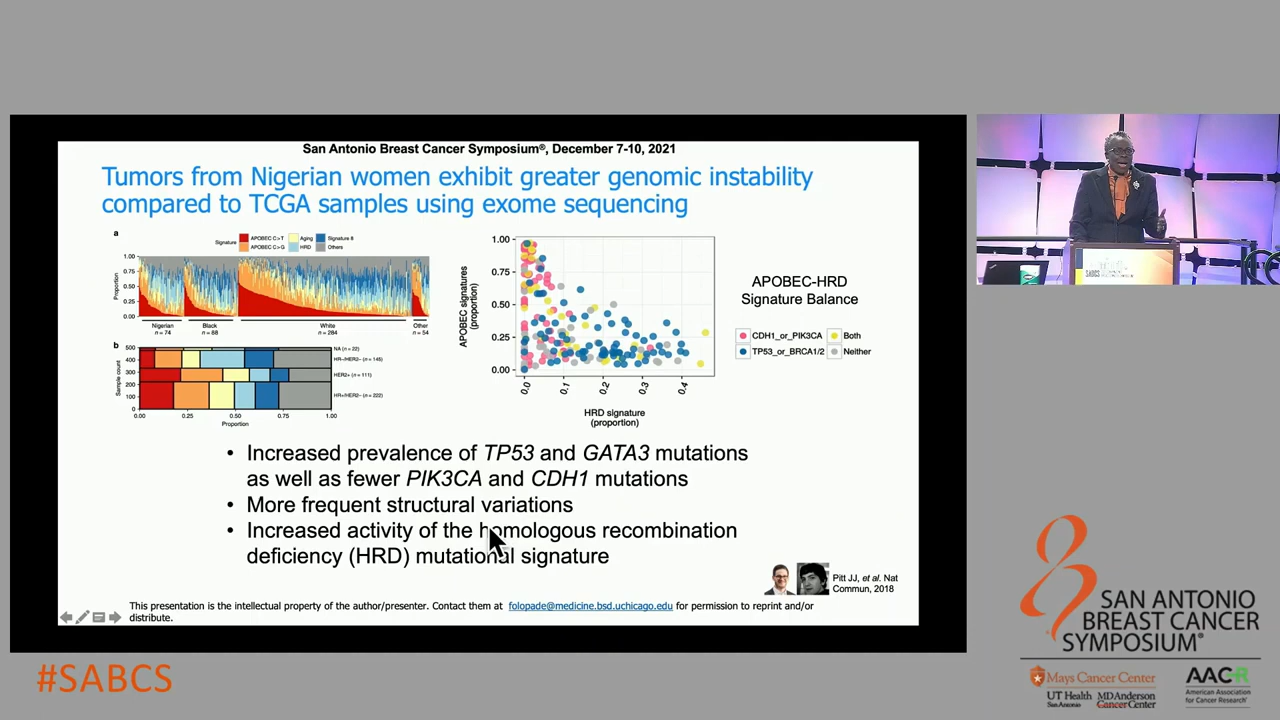 San Antonio Breast Cancer Symposium®, December 7-10, 2021
Tumors from Nigerian women exhibit greater genomic instability
compared to TCGA samples using exome sequencing
a
Signature
APOBEC C>T
Aging
Signature 8
APOBEC C>G
HRD
Others
Proportion
1.00
0.75
0.50
0.25
0.00
Nigerian
n = 74
Black
n = 88
White
n = 284
Other
n = 54
b
Sample count
500
400
300
200
100
0
NA (n = 22)
HR-/HER2- (n = 145)
HER2+ (n = 111)
HR+/HER2- (n = 222)
0.00
0.25
0.50
0.75
1.00
Proportion
APOBEC signatures
(proportion)
1.00
0.75
0.50
0.25
0.00
0.0
0.1
0.2
0.3
0.4
HRD signature
(proportion)
APOBEC-HRD
Signature Balance
CDH1_or_PIK3CA
Both
TP53_or_BRCA1/2
Neither
• Increased prevalence of TP53 and GATA3 mutations
as well as fewer PIK3CA and CDH1 mutations
• More frequent structural variations
• Increased activity of the homologous recombination
deficiency (HRD) mutational signature
Pitt JJ, et al. Nat
Commun, 2018
This presentation is the intellectual property of the author/presenter. Contact them at folopade@medicine.bsd.uchicago.edu for permission to reprint and/or
distribute.
#SABCS
SAN ANTONIO
BREAST CANCER
SYMPOSIUM®
Mays Cancer Center
UT Health
San Antonio
MD Anderson
Cancer Center
AACR
American Association
for Cancer Research®